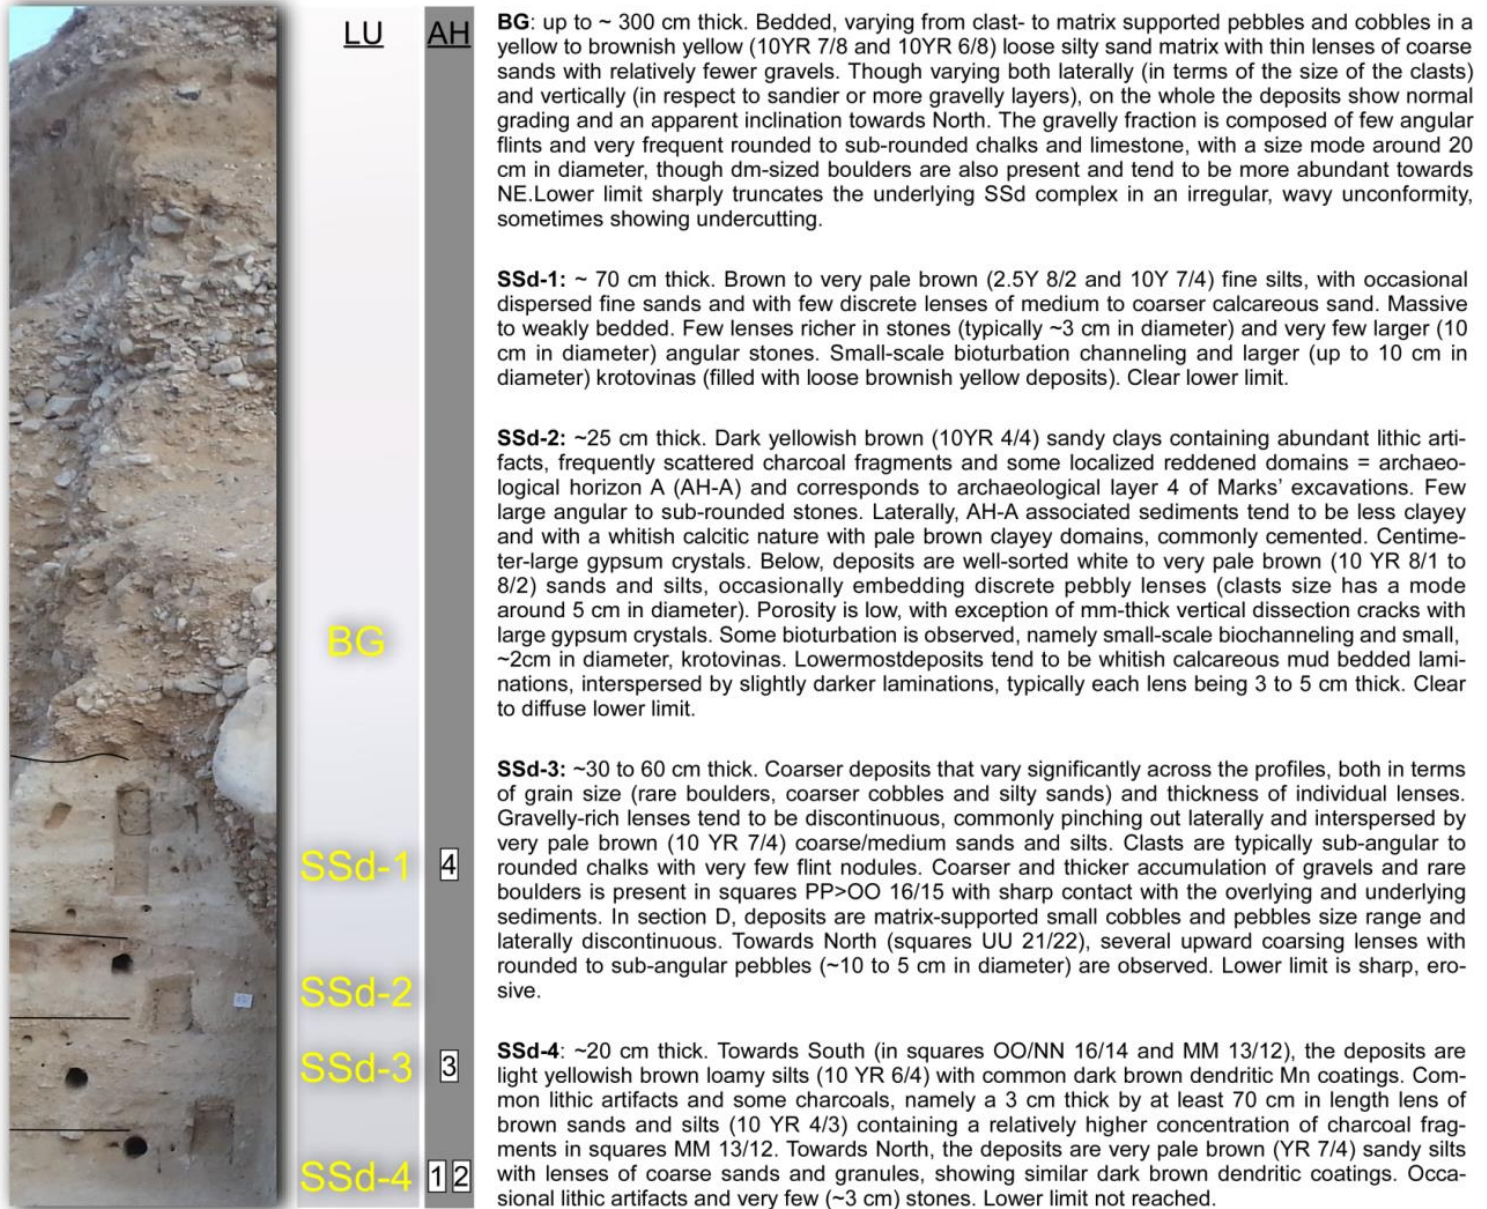 LU AH
BG
SSd-1 4
SSd-2
SSd-3 3
SSd-4 1 2
BG: up to ~ 300 cm thick. Bedded, varying from clast- to matrix supported pebbles and cobbles in a
yellow to brownish yellow (10YR 7/8 and 10YR 6/8) loose silty sand matrix with thin lenses of coarse
sands with relatively fewer gravels. Though varying both laterally (in terms of the size of the clasts)
and vertically (in respect to sandier or more gravelly layers), on the whole the deposits show normal
grading and an apparent inclination towards North. The gravelly fraction is composed of few angular
flints and very frequent rounded to sub-rounded chalks and limestone, with a size mode around 20
cm in diameter, though dm-sized boulders are also present and tend to be more abundant towards
NE.Lower limit sharply truncates the underlying SSd complex in an irregular, wavy unconformity,
sometimes showing undercutting.
SSd-1: ~ 70 cm thick. Brown to very pale brown (2.5Y 8/2 and 10Y 7/4) fine silts, with occasional
dispersed fine sands and with few discrete lenses of medium to coarser calcareous sand. Massive
to weakly bedded. Few lenses richer in stones (typically ~3 cm in diameter) and very few larger (10
cm in diameter) angular stones. Small-scale bioturbation channeling and larger (up to 10 cm in
diameter) krotovinas (filled with loose brownish yellow deposits). Clear lower limit.
SSd-2: ~25 cm thick. Dark yellowish brown (10YR 4/4) sandy clays containing abundant lithic arti-
facts, frequently scattered charcoal fragments and some localized reddened domains = archaeo-
logical horizon A (AH-A) and corresponds to archaeological layer 4 of Marks' excavations. Few
large angular to sub-rounded stones. Laterally, AH-A associated sediments tend to be less clayey
and with a whitish calcitic nature with pale brown clayey domains, commonly cemented. Centime-
ter-large gypsum crystals. Below, deposits are well-sorted white to very pale brown (10 YR 8/1 to
8/2) sands and silts, occasionally embedding discrete pebbly lenses (clasts size has a mode
around 5 cm in diameter). Porosity is low, with exception of mm-thick vertical dissection cracks with
large gypsum crystals. Some bioturbation is observed, namely small-scale biochanneling and small,
~2cm in diameter, krotovinas. Lowermostdeposits tend to be whitish calcareous mud bedded lami-
nations, interspersed by slightly darker laminations, typically each lens being 3 to 5 cm thick. Clear
to diffuse lower limit.
SSd-3: ~30 to 60 cm thick. Coarser deposits that vary significantly across the profiles, both in terms
of grain size (rare boulders, coarser cobbles and silty sands) and thickness of individual lenses.
Gravelly-rich lenses tend to be discontinuous, commonly pinching out laterally and interspersed by
very pale brown (10 YR 7/4) coarse/medium sands and silts. Clasts are typically sub-angular to
rounded chalks with very few flint nodules. Coarser and thicker accumulation of gravels and rare
boulders is present in squares PP>OO 16/15 with sharp contact with the overlying and underlying
sediments. In section D, deposits are matrix-supported small cobbles and pebbles size range and
laterally discontinuous. Towards North (squares UU 21/22), several upward coarsing lenses with
rounded to sub-angular pebbles (~10 to 5 cm in diameter) are observed. Lower limit is sharp, ero-
sive.
SSd-4: ~20 cm thick. Towards South (in squares OO/NN 16/14 and MM 13/12), the deposits are
light yellowish brown loamy silts (10 YR 6/4) with common dark brown dendritic Mn coatings. Com-
mon lithic artifacts and some charcoals, namely a 3 cm thick by at least 70 cm in length lens of
brown sands and silts (10 YR 4/3) containing a relatively higher concentration of charcoal frag-
ments in squares MM 13/12. Towards North, the deposits are very pale brown (YR 7/4) sandy silts
with lenses of coarse sands and granules, showing similar dark brown dendritic coatings. Occa-
sional lithic artifacts and very few (~3 cm) stones. Lower limit not reached.